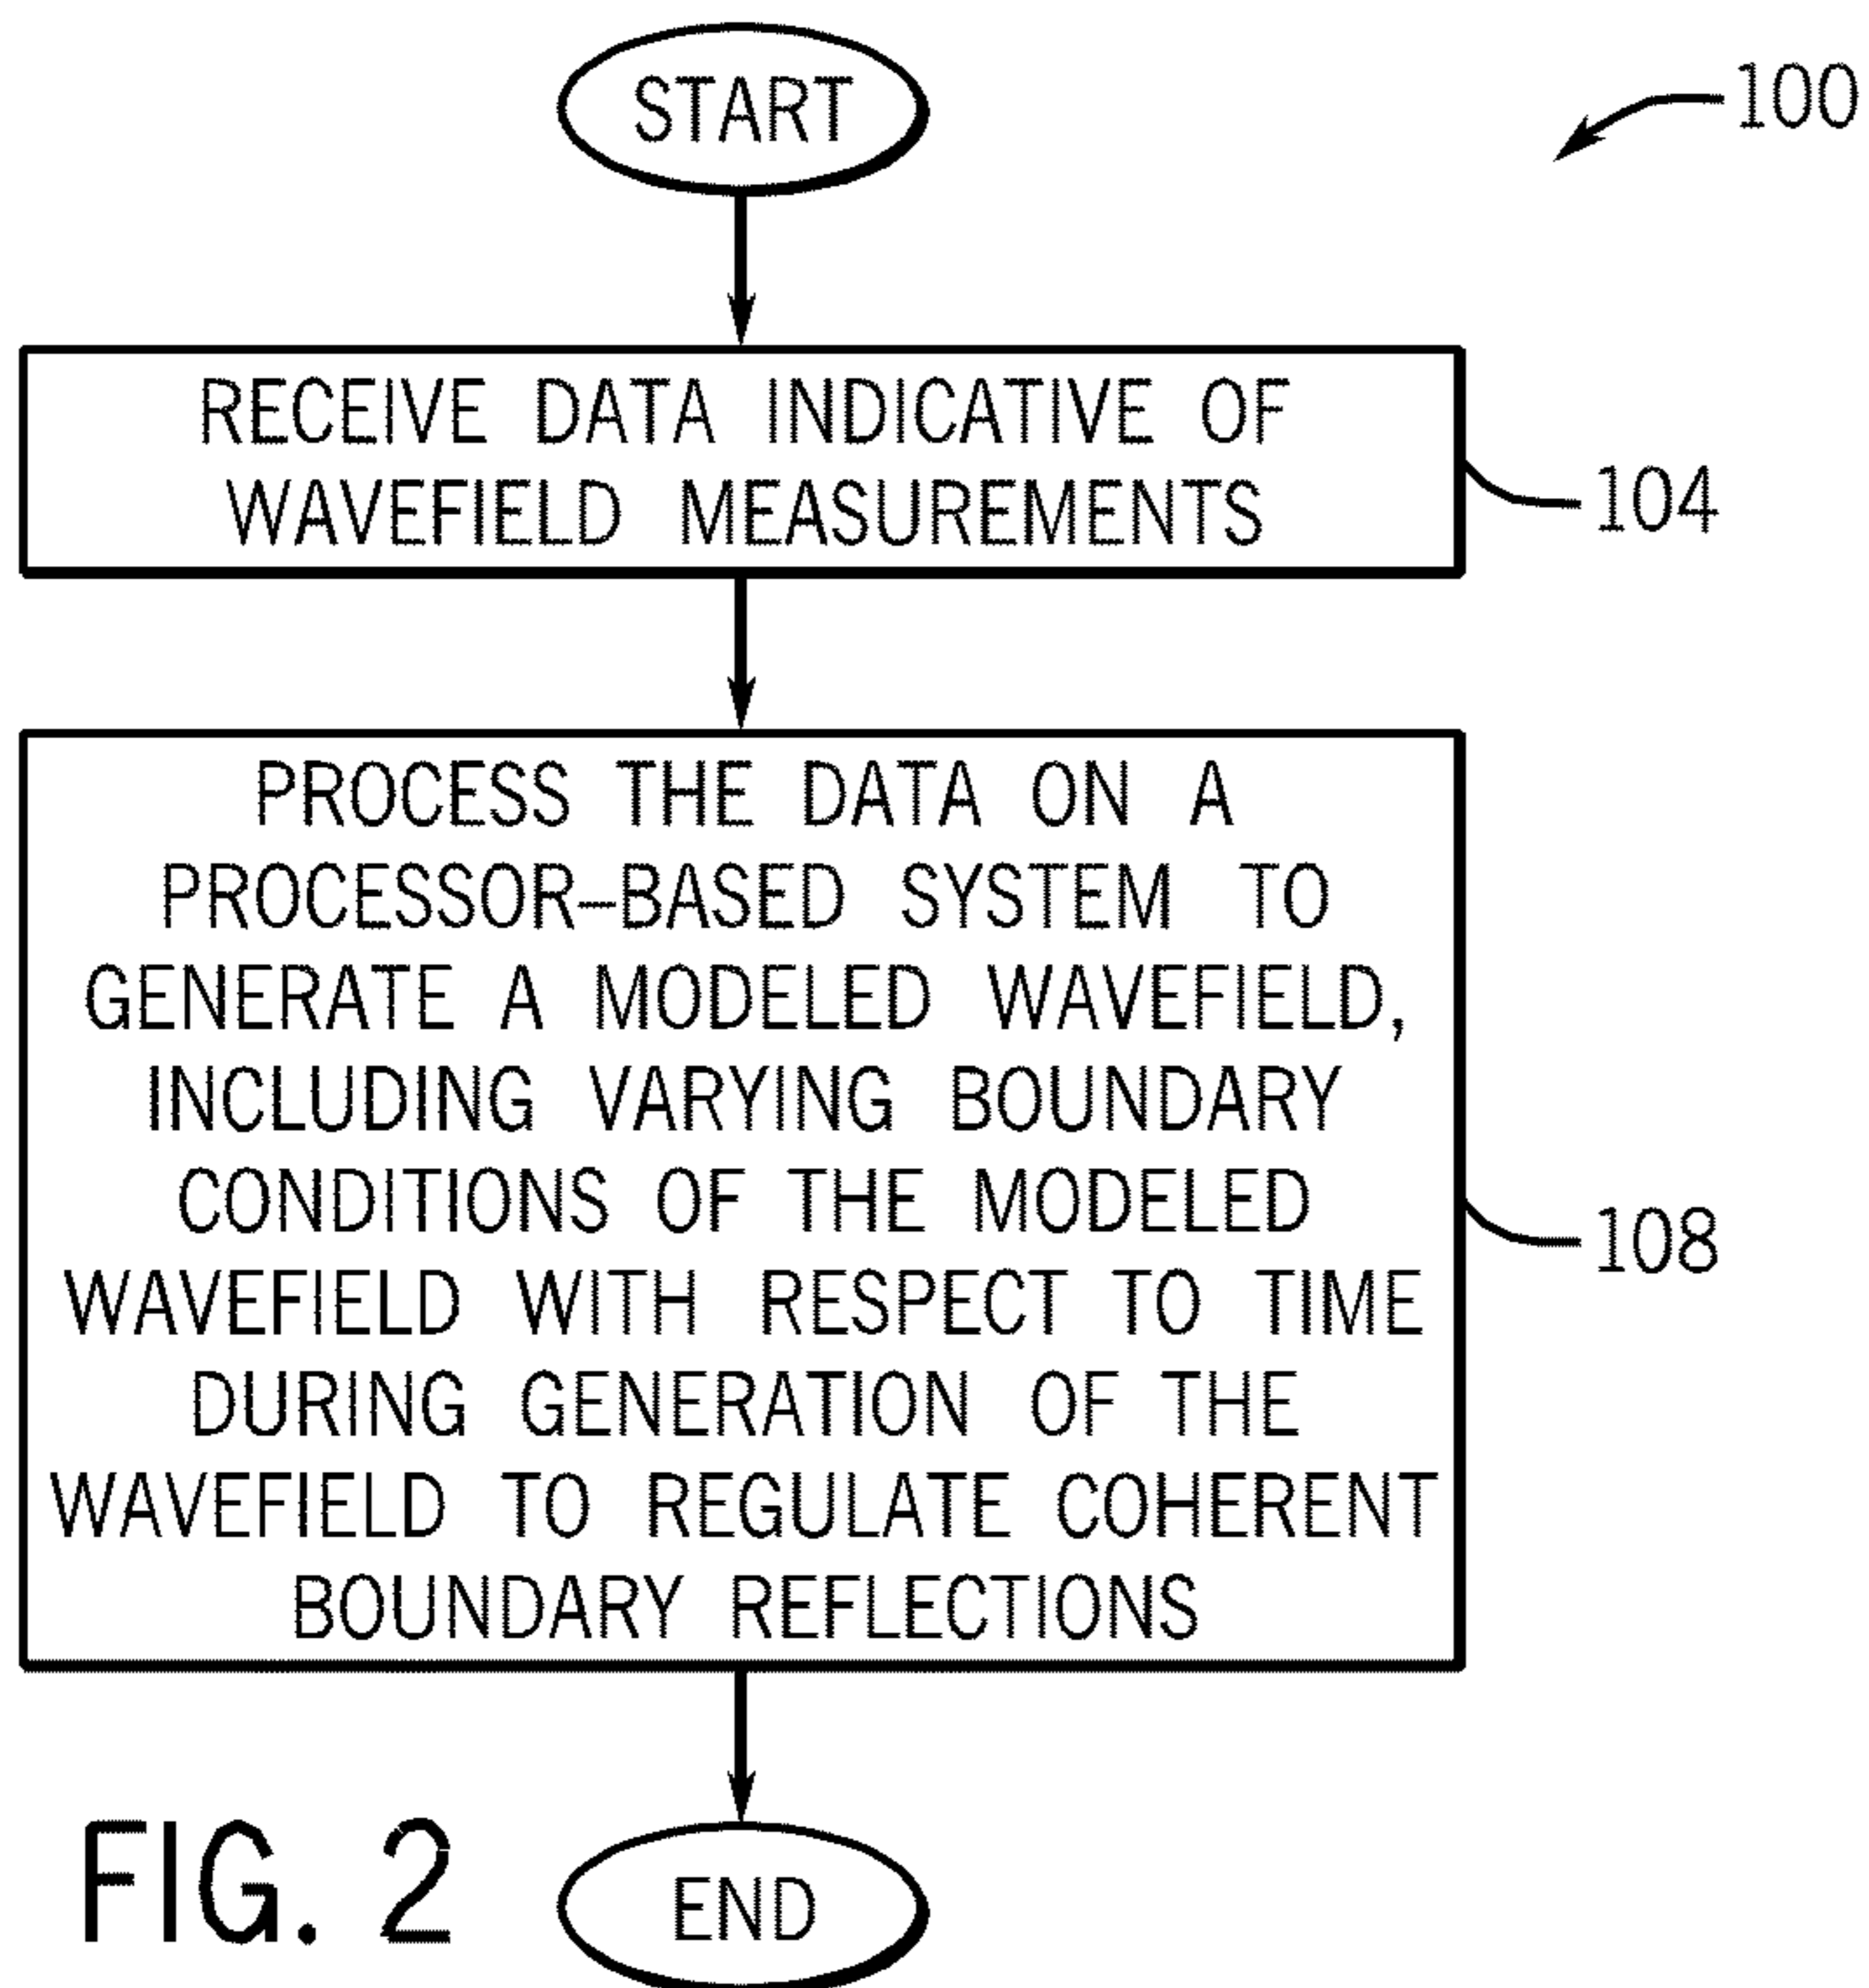 START
100
RECEIVE DATA INDICATIVE OF
WAVEFIELD MEASUREMENTS
104
PROCESS THE DATA ON A
PROCESSOR–BASED SYSTEM TO
GENERATE A MODELED WAVEFIELD,
INCLUDING VARYING BOUNDARY
CONDITIONS OF THE MODELED
WAVEFIELD WITH RESPECT TO TIME
DURING GENERATION OF THE
WAVEFIELD TO REGULATE COHERENT
BOUNDARY REFLECTIONS
108
FIG. 2
END